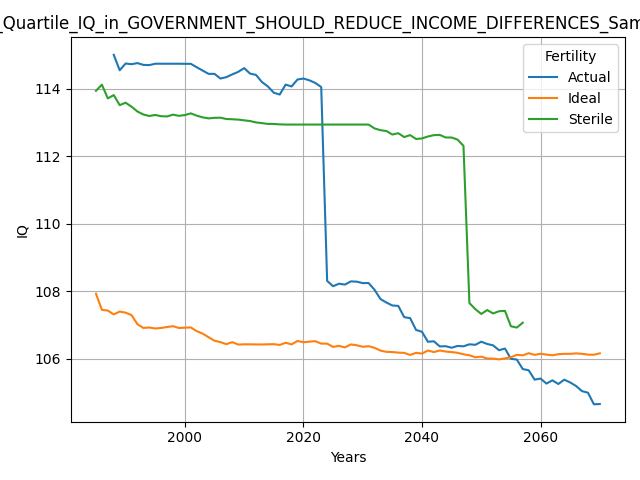 _Quartile_IQ_in_GOVERNMENT_SHOULD_REDUCE_INCOME_DIFFERENCES_Sam
Fertility
Actual
Ideal
Sterile
114
112
110
108
106
IQ
2000
2020
2040
2060
Years